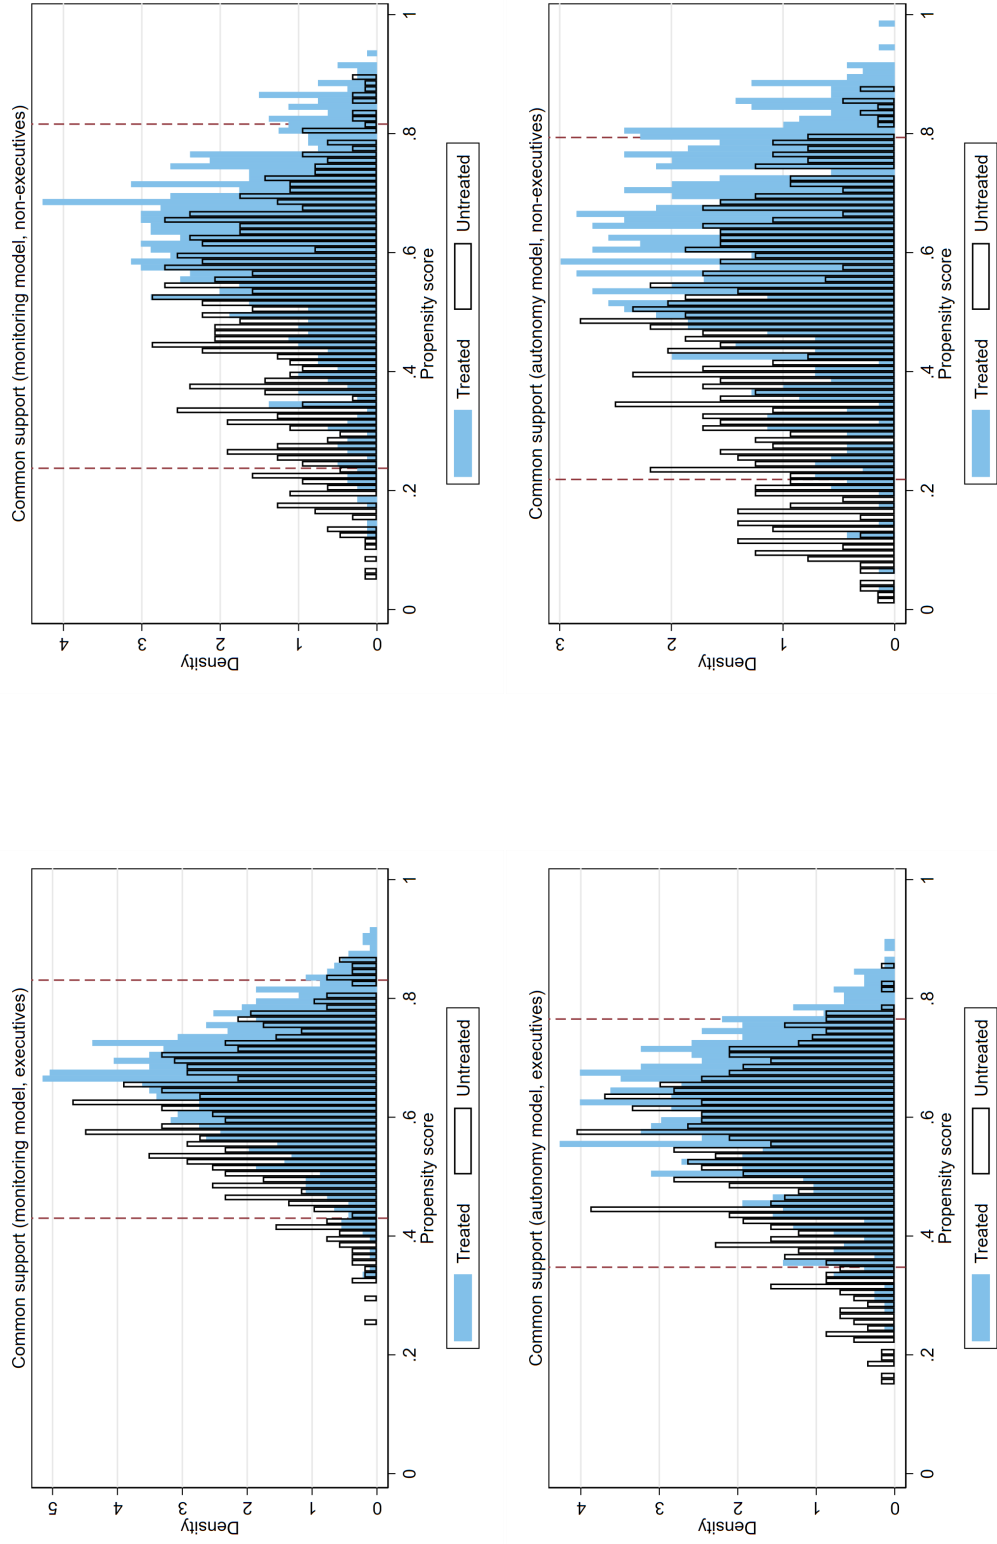 Common support (monitoring model, executives)
5
4
3
2
1
0
Density
0
.2
.4
.6
.8
1
Propensity score
Treated
Untreated
Common support (monitoring model, non-executives)
4
3
2
1
0
Density
0
.2
.4
.6
.8
1
Propensity score
Treated
Untreated
Common support (autonomy model, executives)
4
3
2
1
0
Density
0
.2
.4
.6
.8
1
Propensity score
Treated
Untreated
Common support (autonomy model, non-executives)
3
2
1
0
Density
0
.2
.4
.6
.8
1
Propensity score
Treated
Untreated